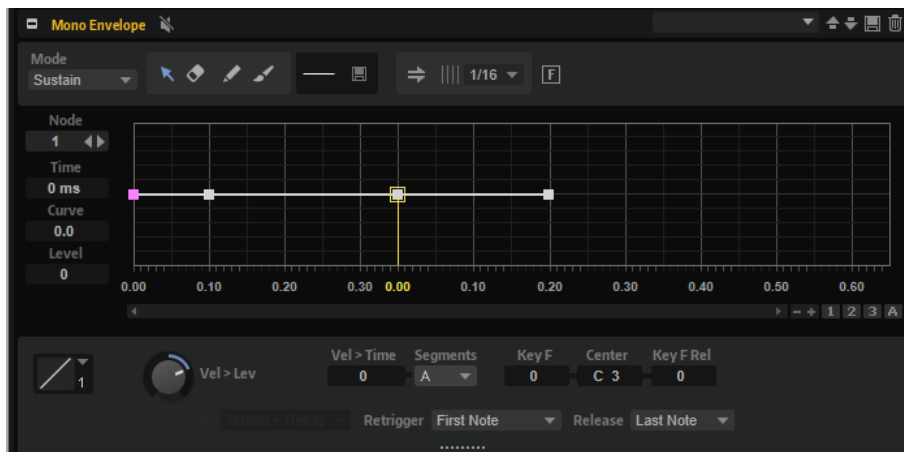 Mono Envelope
Mode
Sustain
1/16 F
Node
1
Time
0 ms
Curve
0.0
Level
0
0.00 0.10 0.20 0.30 0.00 0.10 0.20 0.30 0.40 0.50 0.60
- + 1 2 3 A
Vel > Time Segments Key F Center Key F Rel
1 Vel > Lev 0 A 0 C 3 0
Tempo + Retrig Retrigger First Note Release Last Note